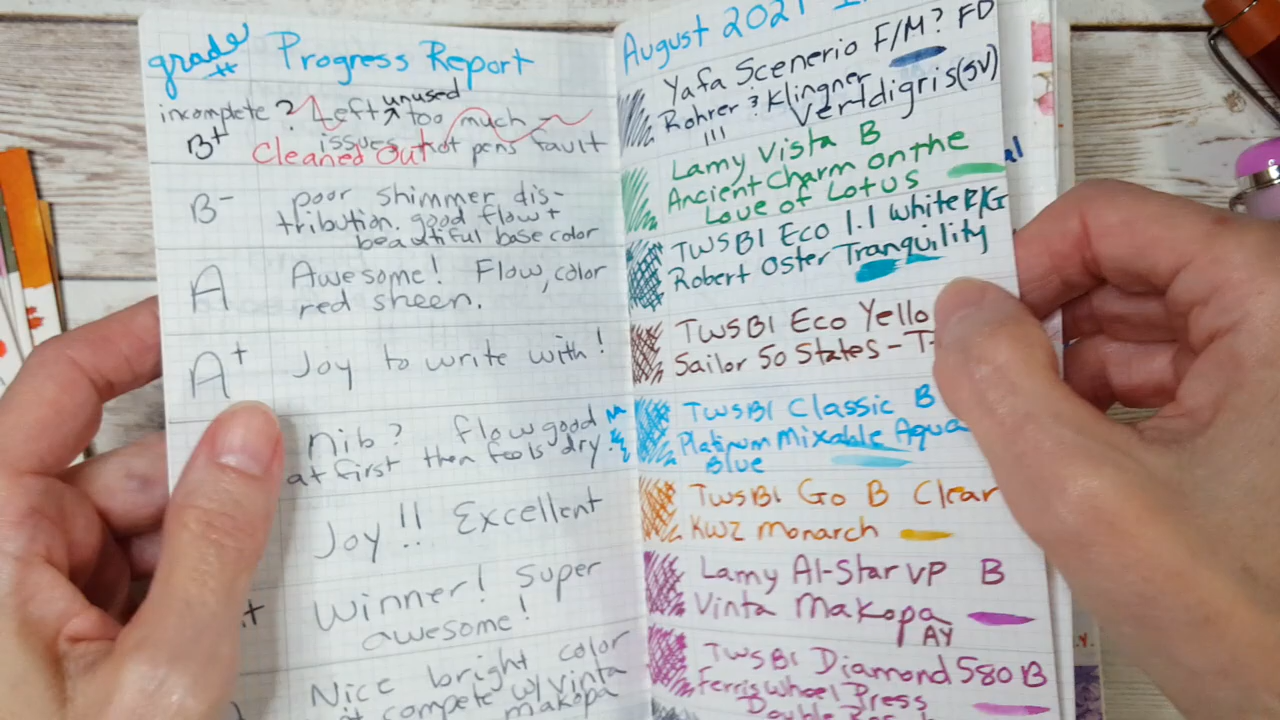 grade Progress Report
incomplete ? Left unused too much
B+ issues not pens fault
Cleaned Out
B- poor shimmer dis-
tribution. good flow +
beautiful base color
A Awesome! Flow, color
red sheen.
A+ Joy to write with!
Nib? flow good
at first then feels dry.
Joy!! Excellent
Winner! Super
awesome!
Nice bright color
compete w/ vinta
makopa
August 2021
Yafa Scenerio F/M? FD
Rohrer & Klingner
Verldigris (SV)
Lamy Vista B
Ancient Charm on the
Love of Lotus
TWSBI Eco 1.1 White R/G
Robert Oster Tranquility
TWSBI Eco Yello
Sailor 50 States - T
TWSBI Classic B
Platinum Mixable Aqua
Blue
TWSBI Go B Clear
KWZ monarch
Lamy Al-Star VP B
Vinta Makopa
AY
TWSBI Diamond 580 B
Ferris Wheel Press
Double